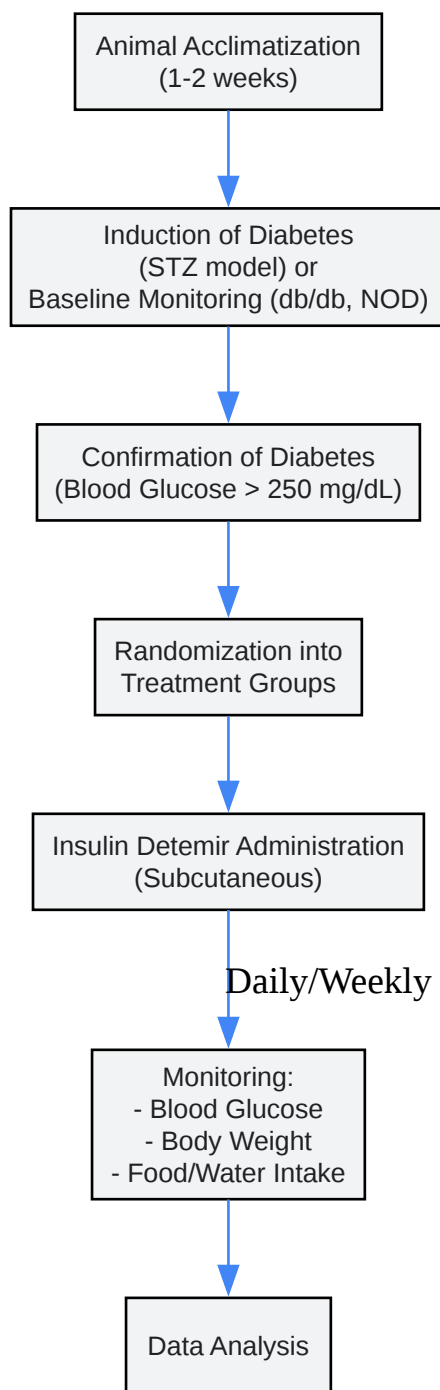 Animal Acclimatization
(1-2 weeks)
Induction of Diabetes
(STZ model) or
Baseline Monitoring (db/db, NOD)
Confirmation of Diabetes
(Blood Glucose > 250 mg/dL)
Randomization into
Treatment Groups
Insulin Detemir Administration
(Subcutaneous)
Daily/Weekly
Monitoring:
- Blood Glucose
- Body Weight
- Food/Water Intake
Data Analysis